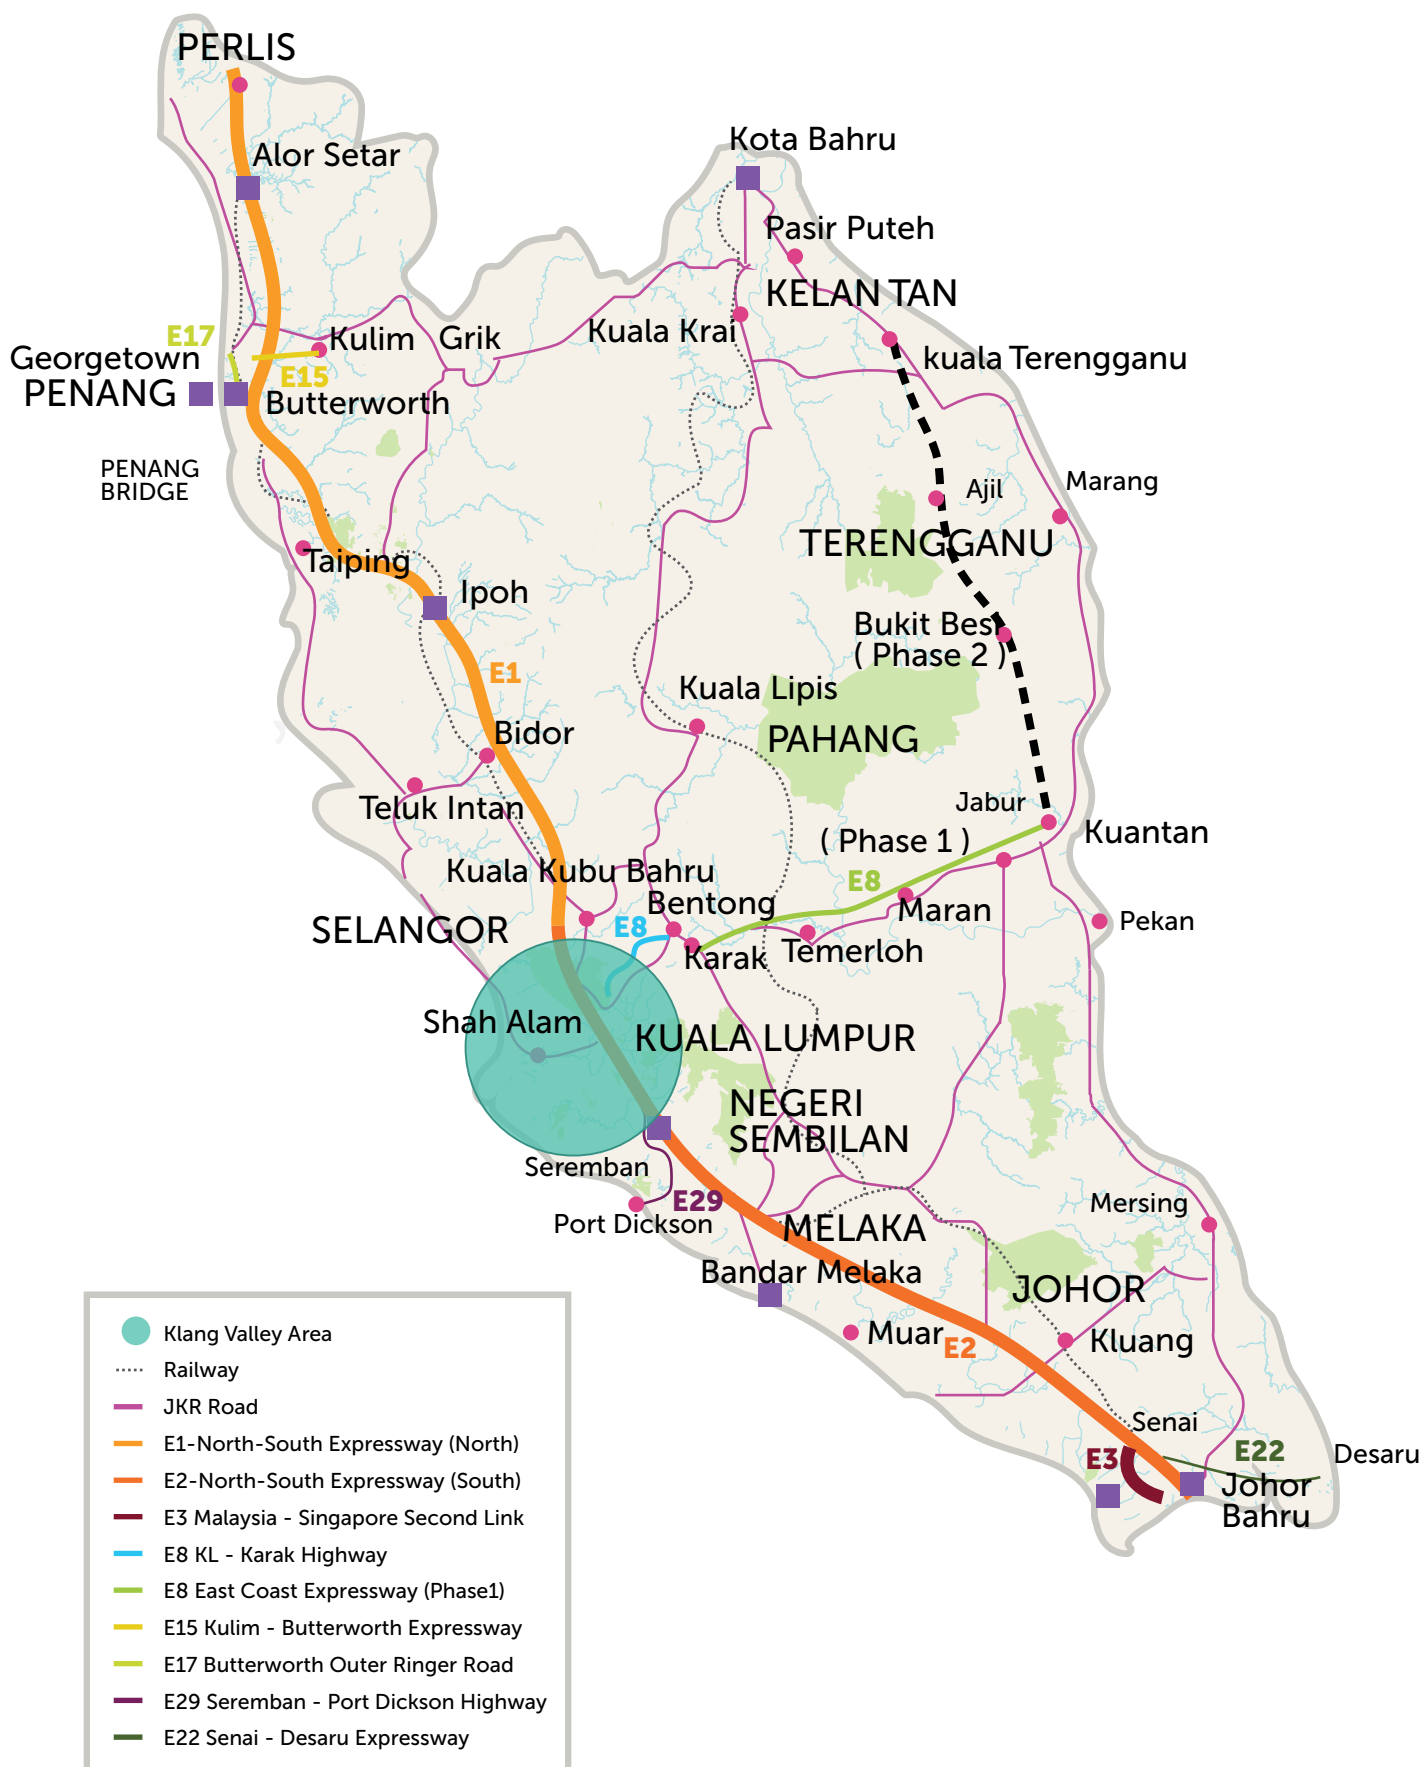 PERLIS
Alor Setar
Kota Bahru
Pasir Puteh
KELAN TAN
E17
Kulim
Grik
Kuala Krai
Georgetown
kuala Terengganu
E15
PENANG
Butterworth
PENANG
BRIDGE
Ajil
Marang
TERENGGANU
Taiping
Ipoh
Bukit Besi
( Phase 2 )
E1
Kuala Lipis
Bidor
PAHANG
Teluk Intan
Jabur
( Phase 1 )
Kuantan
Kuala Kubu Bahru
E8
Bentong
Maran
SELANGOR
E8
Pekan
Karak
Temerloh
Shah Alam
KUALA LUMPUR
NEGERI
SEMBILAN
Seremban
E29
Mersing
Port Dickson
MELAKA
Bandar Melaka
JOHOR
Muar
E2
Kluang
Senai
E3
E22
Desaru
Johor
Bahru
Klang Valley Area
Railway
JKR Road
E1-North-South Expressway (North)
E2-North-South Expressway (South)
E3 Malaysia - Singapore Second Link
E8 KL - Karak Highway
E8 East Coast Expressway (Phase1)
E15 Kulim - Butterworth Expressway
E17 Butterworth Outer Ringer Road
E29 Seremban - Port Dickson Highway
E22 Senai - Desaru Expressway